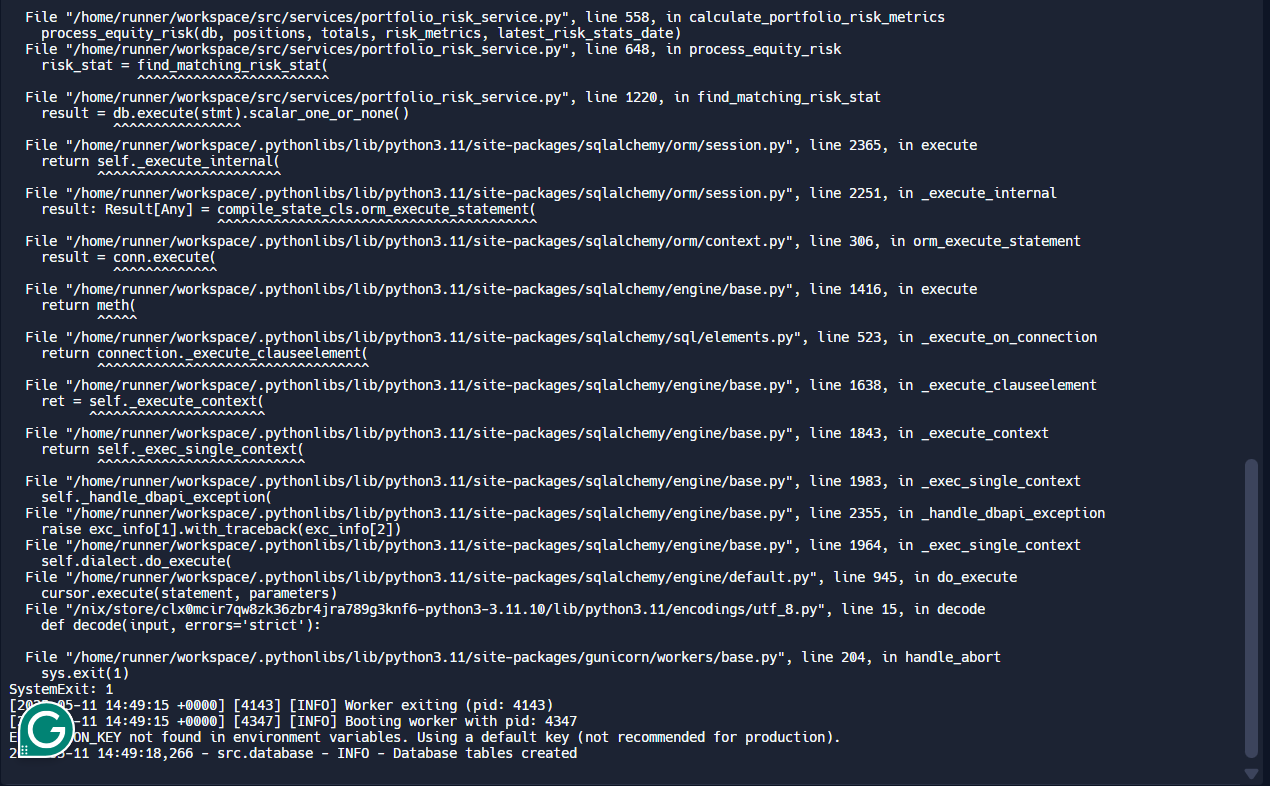 File "/home/runner/workspace/src/services/portfolio_risk_service.py", line 558, in calculate_portfolio_risk_metrics
process_equity_risk(db, positions, totals, risk_metrics, latest_risk_stats_date)
File "/home/runner/workspace/src/services/portfolio_risk_service.py", line 648, in process_equity_risk
risk_stat = find_matching_risk_stat(
^^^^^^^^^^^^^^^^^^^^^^^^
File "/home/runner/workspace/src/services/portfolio_risk_service.py", line 1220, in find_matching_risk_stat
result = db.execute(stmt).scalar_one_or_none()
^^^^^^^^^^^^^^^^
File "/home/runner/workspace/.pythonlibs/lib/python3.11/site-packages/sqlalchemy/orm/session.py", line 2365, in execute
return self._execute_internal(
^^^^^^^^^^^^^^^^^^^^^^^
File "/home/runner/workspace/.pythonlibs/lib/python3.11/site-packages/sqlalchemy/orm/session.py", line 2251, in _execute_internal
result: Result[Any] = compile_state_cls.orm_execute_statement(
^^^^^^^^^^^^^^^^^^^^^^^^^^^^^^^^^^^^^^^^
File "/home/runner/workspace/.pythonlibs/lib/python3.11/site-packages/sqlalchemy/orm/context.py", line 306, in orm_execute_statement
result = conn.execute(
^^^^^^^^^^^^^
File "/home/runner/workspace/.pythonlibs/lib/python3.11/site-packages/sqlalchemy/engine/base.py", line 1416, in execute
return meth(
^^^^^
File "/home/runner/workspace/.pythonlibs/lib/python3.11/site-packages/sqlalchemy/sql/elements.py", line 523, in _execute_on_connection
return connection._execute_clauseelement(
^^^^^^^^^^^^^^^^^^^^^^^^^^^^^^^^^^
File "/home/runner/workspace/.pythonlibs/lib/python3.11/site-packages/sqlalchemy/engine/base.py", line 1638, in _execute_clauseelement
ret = self._execute_context(
^^^^^^^^^^^^^^^^^^^^^^
File "/home/runner/workspace/.pythonlibs/lib/python3.11/site-packages/sqlalchemy/engine/base.py", line 1843, in _execute_context
return self._exec_single_context(
^^^^^^^^^^^^^^^^^^^^^^^^^^
File "/home/runner/workspace/.pythonlibs/lib/python3.11/site-packages/sqlalchemy/engine/base.py", line 1983, in _exec_single_context
self._handle_dbapi_exception(
File "/home/runner/workspace/.pythonlibs/lib/python3.11/site-packages/sqlalchemy/engine/base.py", line 2355, in _handle_dbapi_exception
raise exc_info[1].with_traceback(exc_info[2])
File "/home/runner/workspace/.pythonlibs/lib/python3.11/site-packages/sqlalchemy/engine/base.py", line 1964, in _exec_single_context
self.dialect.do_execute(
File "/home/runner/workspace/.pythonlibs/lib/python3.11/site-packages/sqlalchemy/engine/default.py", line 945, in do_execute
cursor.execute(statement, parameters)
File "/nix/store/clx0mcir7qw8zk36zbr4jra789g3knf6-python3-3.11.10/lib/python3.11/encodings/utf_8.py", line 15, in decode
def decode(input, errors='strict'):
File "/home/runner/workspace/.pythonlibs/lib/python3.11/site-packages/gunicorn/workers/base.py", line 204, in handle_abort
sys.exit(1)
SystemExit: 1
-11 14:49:15 +0000] [4143] [INFO] Worker exiting (pid: 4143)
-11 14:49:15 +0000] [4347] [INFO] Booting worker with pid: 4347
ON_KEY not found in environment variables. Using a default key (not recommended for production).
-11 14:49:18,266 - src.database - INFO - Database tables created